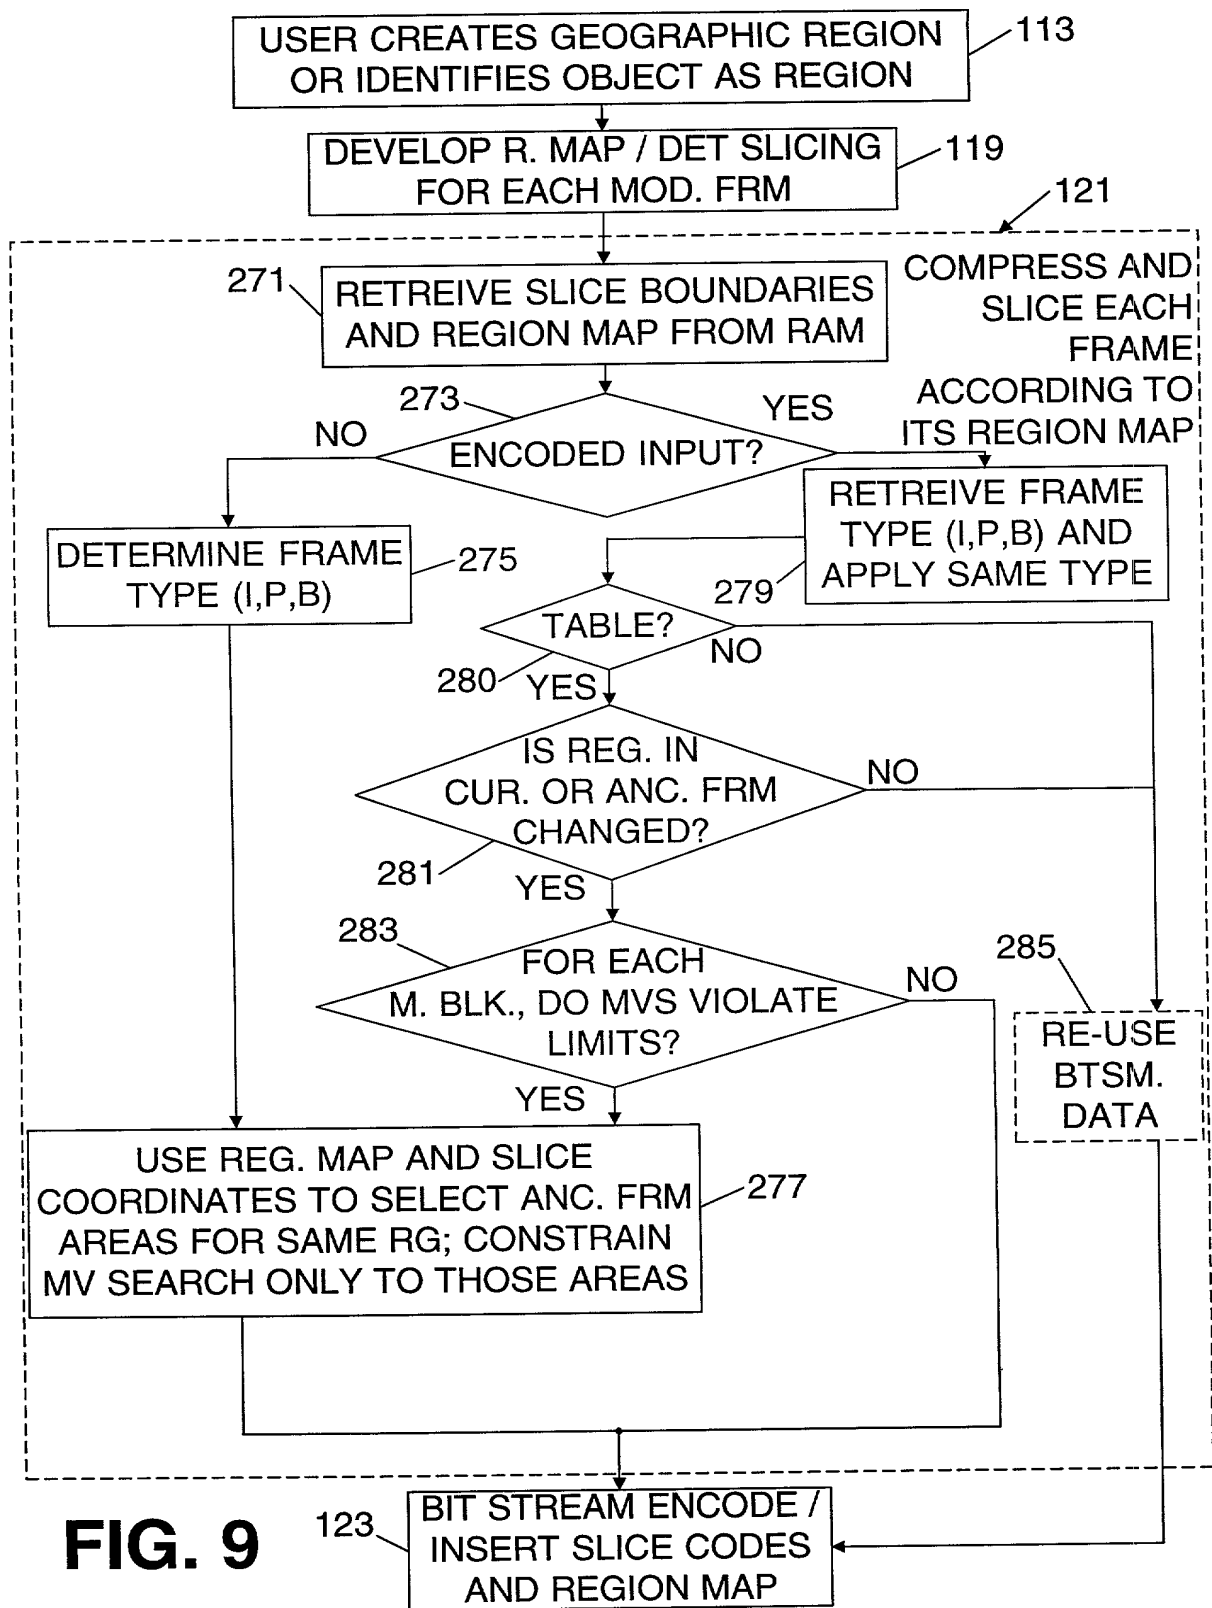 USER CREATES GEOGRAPHIC REGION
OR IDENTIFIES OBJECT AS REGION
113
DEVELOP R. MAP / DET SLICING
FOR EACH MOD. FRM
119
121
271
RETREIVE SLICE BOUNDARIES
AND REGION MAP FROM RAM
COMPRESS AND
SLICE EACH
FRAME
ACCORDING TO
ITS REGION MAP
273
NO
YES
ENCODED INPUT?
DETERMINE FRAME
TYPE (I,P,B)
275
RETREIVE FRAME
TYPE (I,P,B) AND
APPLY SAME TYPE
279
TABLE?
280
NO
YES
IS REG. IN
CUR. OR ANC. FRM
CHANGED?
NO
281
YES
283
FOR EACH
M. BLK., DO MVS VIOLATE
LIMITS?
NO
YES
285
RE-USE
BTSM.
DATA
USE REG. MAP AND SLICE
COORDINATES TO SELECT ANC. FRM
AREAS FOR SAME RG; CONSTRAIN
MV SEARCH ONLY TO THOSE AREAS
277
FIG. 9
123
BIT STREAM ENCODE /
INSERT SLICE CODES
AND REGION MAP